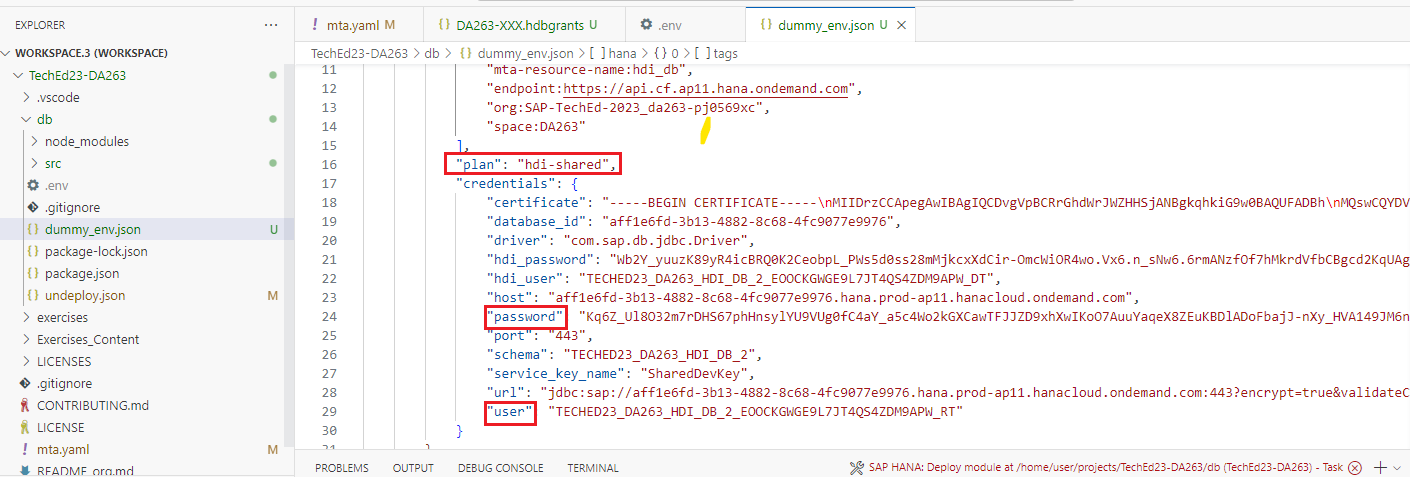 EXPLORER
WORKSPACE.3 (WORKSPACE)
TechEd23-DA263
.vscode
db
node_modules
src
.env
.gitignore
dummy_env.json U
package-lock.json
package.json
undeploy.json M
exercises
Exercises_Content
LICENSES
.gitignore
CONTRIBUTING.md
LICENSE
mta.yaml M
README_org.md
mta.yaml M
DA263-XXX.hdbgrants U
.env
dummy_env.json U
TechEd23-DA263 > db > dummy_env.json > [ ] hana > {} 0 > [ ] tags
11 "mta-resource-name:hdi_db",
12 "endpoint:https://api.cf.ap11.hana.ondemand.com",
13 "org:SAP-TechEd-2023_da263-pj0569xc",
14 "space:DA263"
15 ],
16 "plan": "hdi-shared",
17 "credentials": {
18 "certificate": "-----BEGIN CERTIFICATE-----\nMIIDrzCCApegAwIBAgIQCDvgVpBCRrGhdWrJWZHHSjANBgkqhkiG9w0BAQUFADBh\nMQswCQYDV
19 "database_id": "aff1e6fd-3b13-4882-8c68-4fc9077e9976",
20 "driver": "com.sap.db.jdbc.Driver",
21 "hdi_password": "Wb2Y_yuuzK89yR4icBRQ0K2CeobpL_PWs5d0ss28mMjkcxXdCir-OmcWiOR4wo.Vx6.n_sNw6.6rmANzfOf7hMkrdVfbCBgcd2KqUAg
22 "hdi_user": "TECHED23_DA263_HDI_DB_2_EOOCKGWGE9L7JT4QS4ZDM9APW_DT",
23 "host": "aff1e6fd-3b13-4882-8c68-4fc9077e9976.hana.prod-ap11.hanacloud.ondemand.com",
24 "password" "Kq6Z_Ul8O32m7rDHS67phHnsylYU9VUg0fC4aY_a5c4Wo2kGXCawTFJJZD9xhXwIKoO7AuuYaqeX8ZEuKBDlADoFbajJ-nXy_HVA149JM6n
25 "port": "443",
26 "schema": "TECHED23_DA263_HDI_DB_2",
27 "service_key_name": "SharedDevKey",
28 "url": "jdbc:sap://aff1e6fd-3b13-4882-8c68-4fc9077e9976.hana.prod-ap11.hanacloud.ondemand.com:443?encrypt=true&validateC
29 "user" "TECHED23_DA263_HDI_DB_2_EOOCKGWGE9L7JT4QS4ZDM9APW_RT"
30 }
31 }
PROBLEMS OUTPUT DEBUG CONSOLE TERMINAL
SAP HANA: Deploy module at /home/user/projects/TechEd23-DA263/db (TechEd23-DA263) - Task